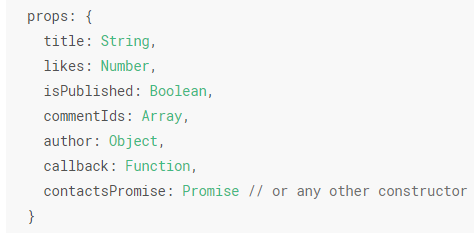 props: {
  title: String,
  likes: Number,
  isPublished: Boolean,
  commentIds: Array,
  author: Object,
  callback: Function,
  contactsPromise: Promise // or any other constructor
}